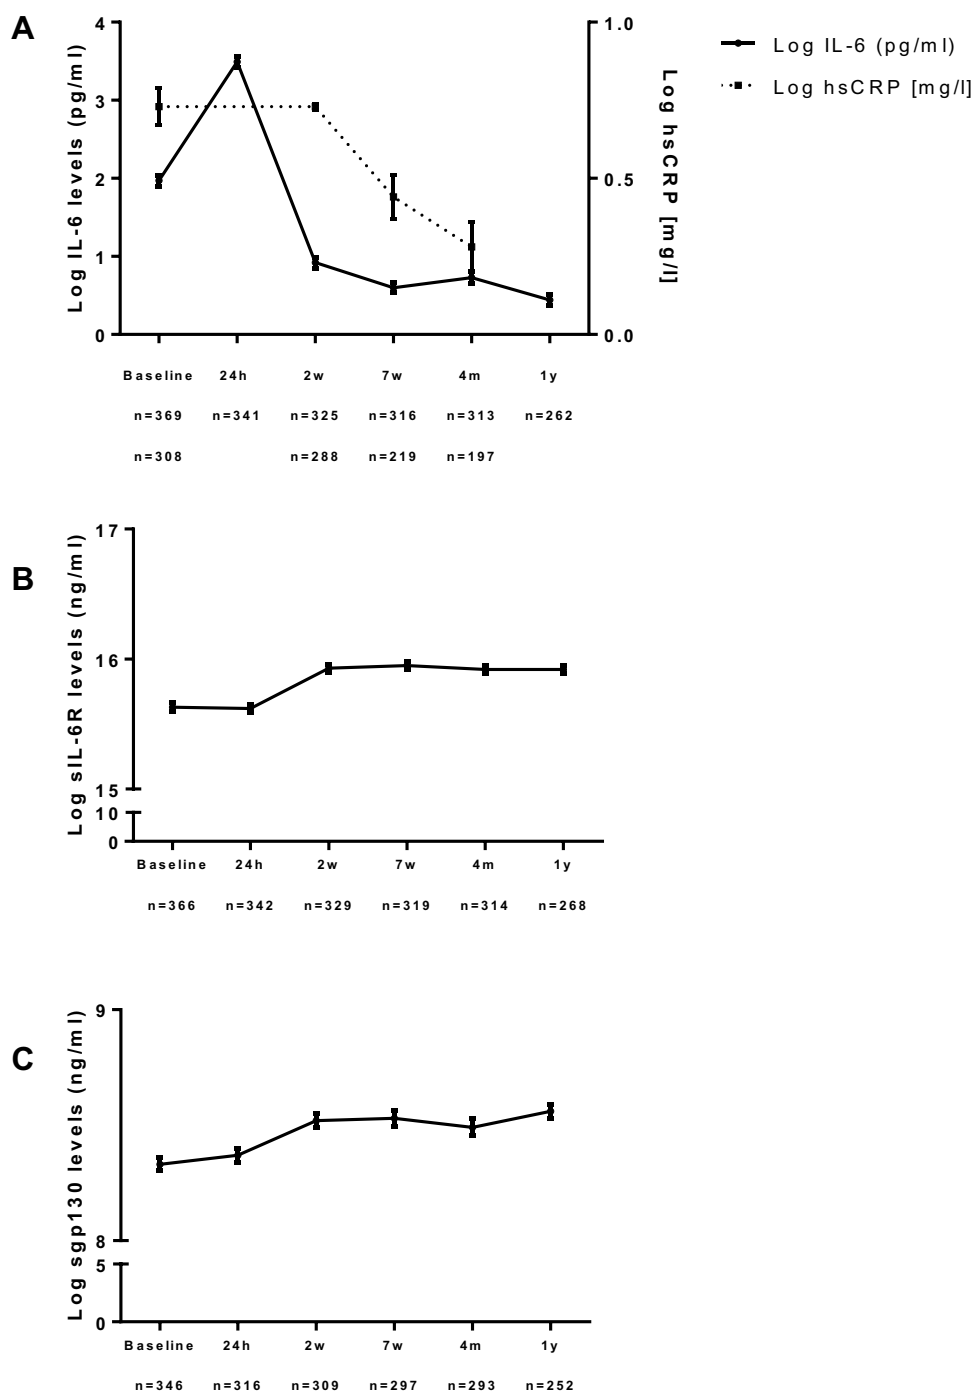 A
Log IL-6 levels (pg/ml)
4
3
2
1
0
1.0
0.5
0.0
Log hsCRP [mg/l]
Log IL-6 (pg/ml)
Log hsCRP [mg/l]
Baseline 24h 2w 7w 4m 1y
n=369 n=341 n=325 n=316 n=313 n=262
n=308 n=288 n=219 n=197
B
Log sIL-6R levels (ng/ml)
17
16
15
10
0
Baseline 24h 2w 7w 4m 1y
n=366 n=342 n=329 n=319 n=314 n=268
C
Log sgp130 levels (ng/ml)
9
8
5
0
Baseline 24h 2w 7w 4m 1y
n=346 n=316 n=309 n=297 n=293 n=252